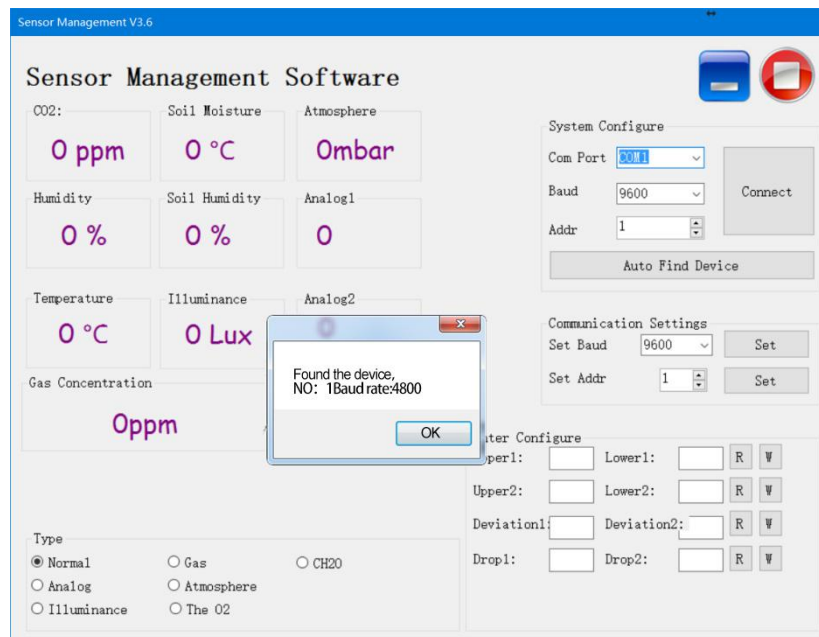 Sensor Management V3.6
Sensor Management Software
CO2: Soil Moisture Atmosphere
0 ppm 0 °C 0mbar
Humidity Soil Humidity Analog1
0 % 0 % 0
Temperature Illuminance Analog2
0 °C 0 Lux 0
Gas Concentration
0ppm
System Configure
Com Port COM1
Baud 9600
Addr 1
Connect
Auto Find Device
Communication Settings
Set Baud 9600 Set
Set Addr 1 Set
Found the device,
NO: 1Baud rate:4800
OK
Configure
Lower1: R W
Upper2: Lower2: R W
Deviation1: Deviation2: R W
Drop1: Drop2: R W
Type
Normal Gas CH20
Analog Atmosphere
Illuminance The O2